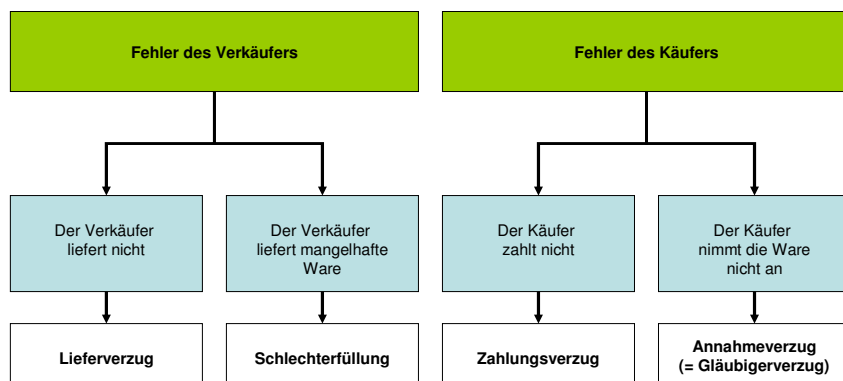 Fehler des Verkäufers
Fehler des Käufers
Der Verkäufer
liefert nicht
Der Verkäufer
liefert mangelhafte
Ware
Der Käufer
zahlt nicht
Der Käufer
nimmt die Ware
nicht an
Lieferverzug
Schlechterfüllung
Zahlungsverzug
Annahmeverzug
(= Gläubigerverzug)